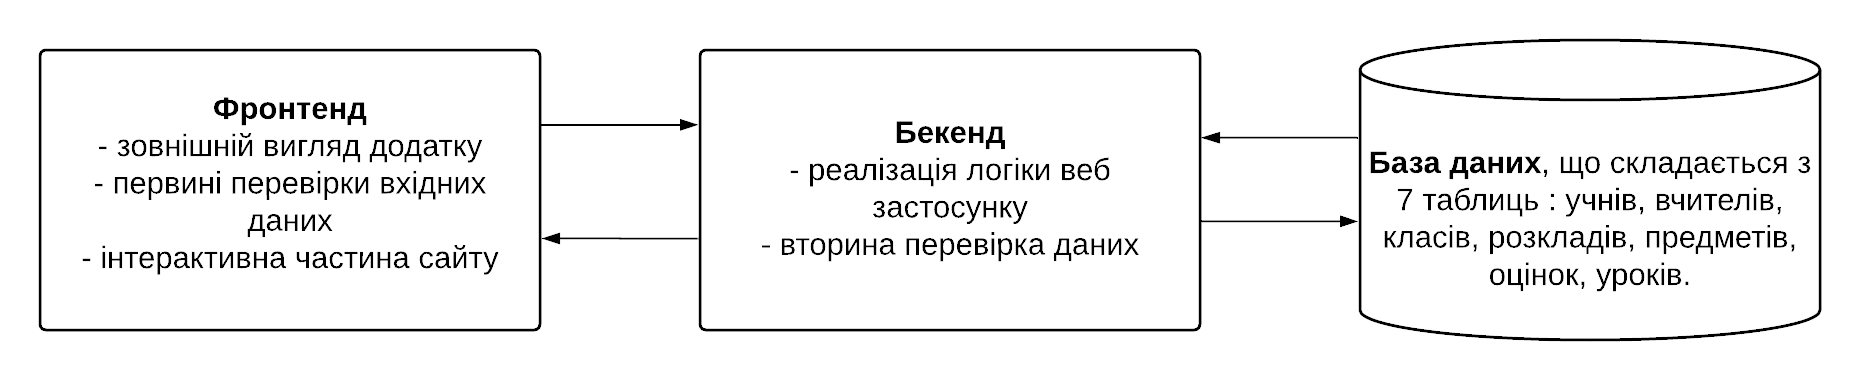 Фронтенд
- зовнішній вигляд додатку
- первині перевірки вхідних
даних
- інтерактивна частина сайту
Бекенд
- реалізація логіки веб
застосунку
- вторина перевірка даних
База даних, що складається з
7 таблиць : учнів, вчителів,
класів, розкладів, предметів,
оцінок, уроків.